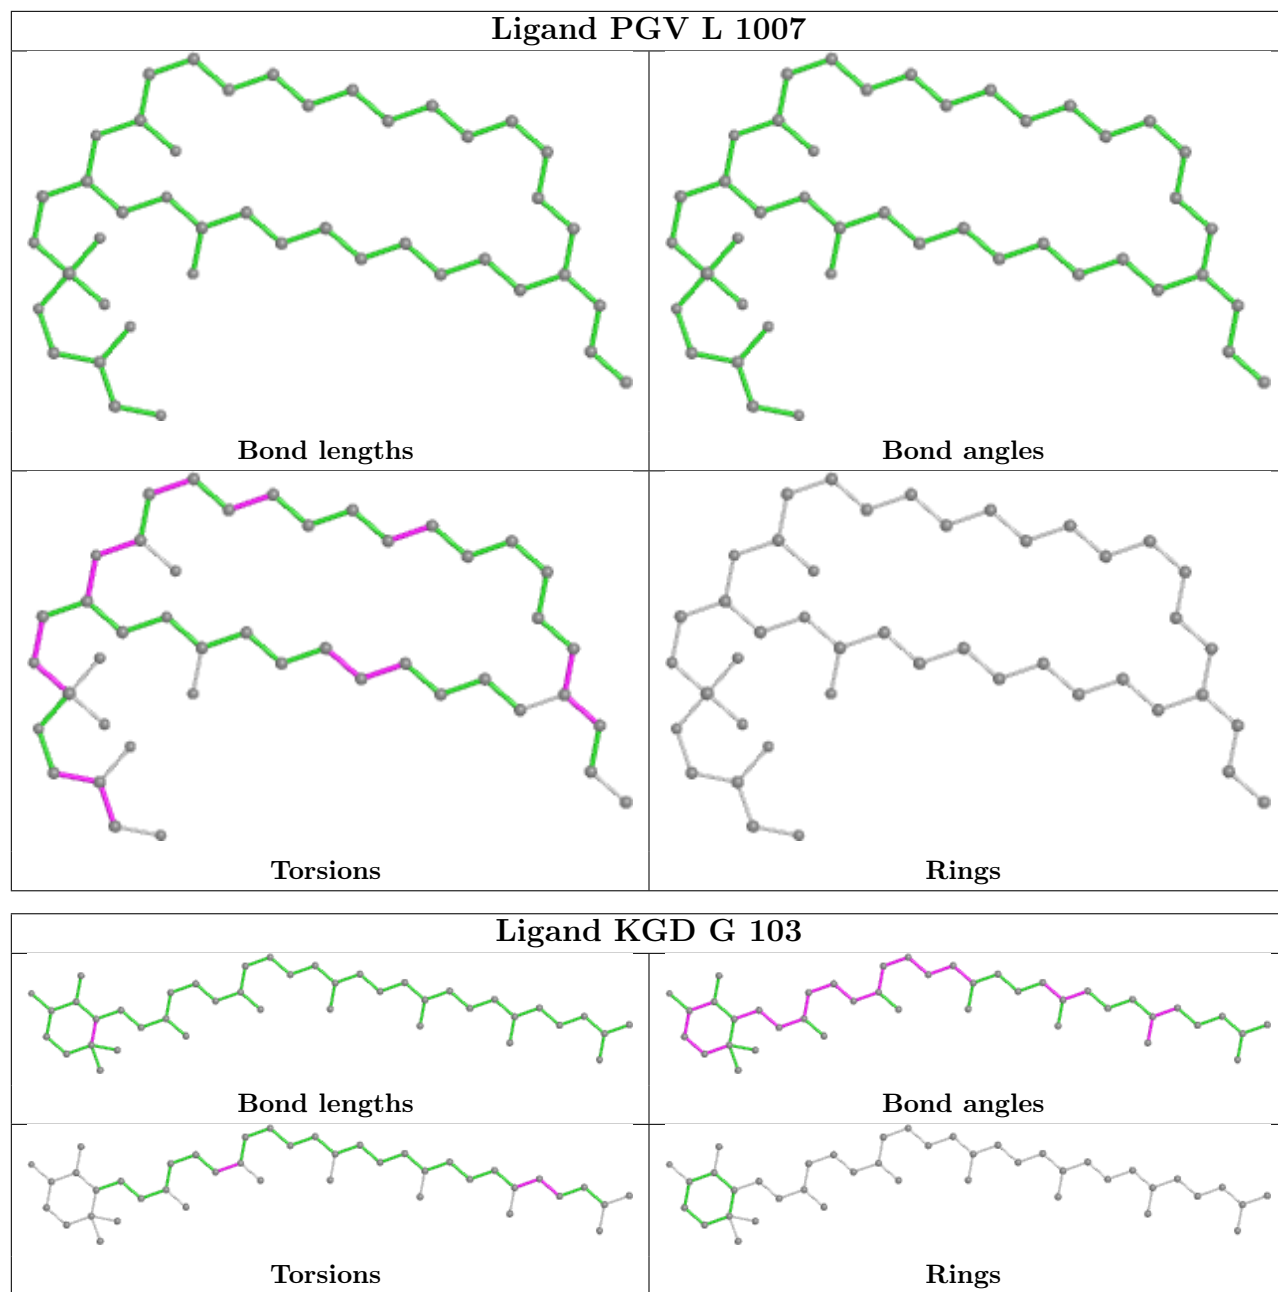 Ligand PGV L 1007
Bond lengths
Bond angles
Torsions
Rings
Ligand KGD G 103
Bond lengths
Bond angles
Torsions
Rings